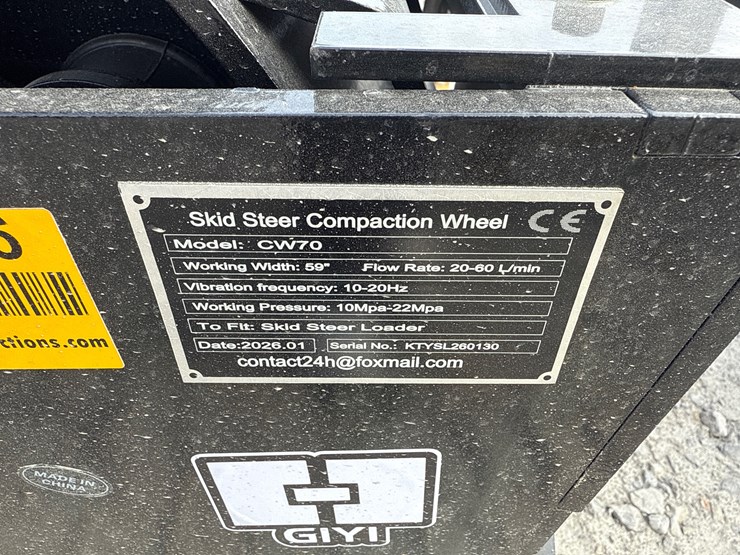 Skid Steer Compaction Wheel CE
Model: CW70
Working Width: 59" Flow Rate: 20-60 L/min
Vibration frequency: 10-20Hz
Working Pressure: 10Mpa-22Mpa
To Fit: Skid Steer Loader
Date:2026.01 Serial No.: KTYSL260130
contact24h@foxmail.com
tions.com
MADE IN
CHINA
GIYI